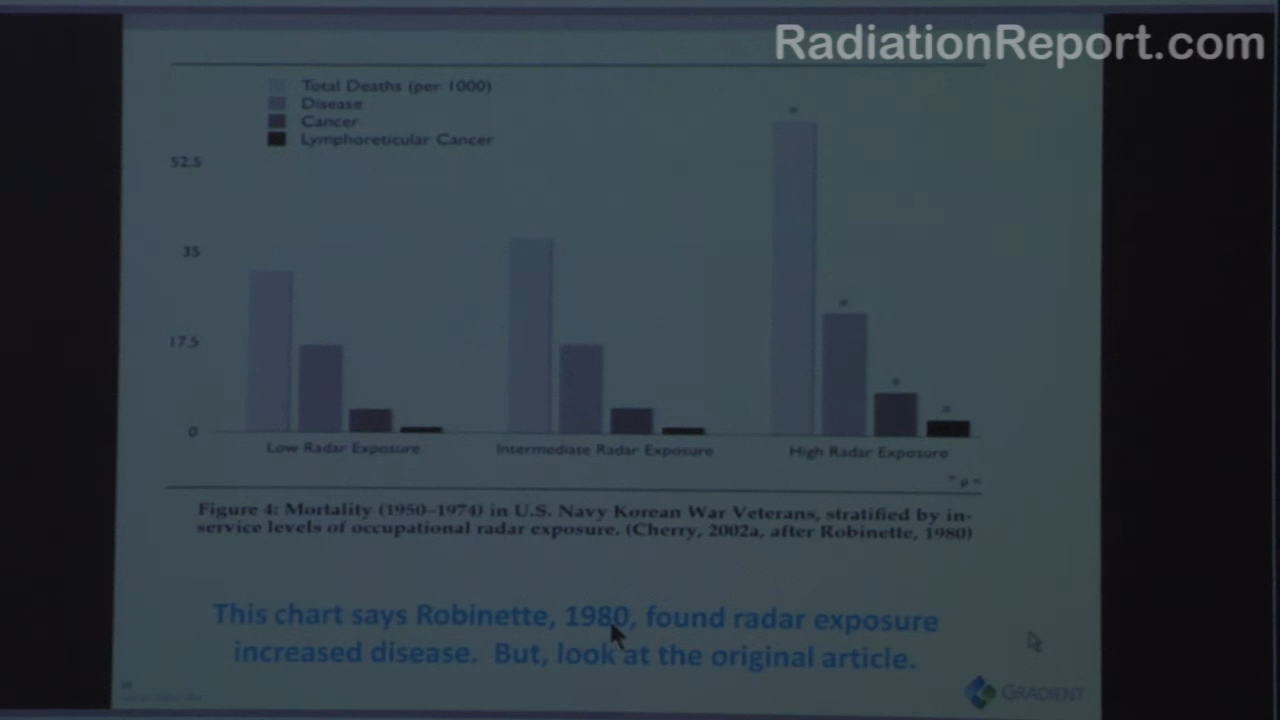 RadiationReport.com
Total Deaths (per 1000)
Disease
Cancer
Lymphoreticular Cancer
52.5
35
17.5
0
* * * *
Low Radar Exposure Intermediate Radar Exposure High Radar Exposure
* p =
Figure 4: Mortality (1950–1974) in U.S. Navy Korean War Veterans, stratified by in-
service levels of occupational radar exposure. (Cherry, 2002a, after Robinette, 1980)
This chart says Robinette, 1980, found radar exposure
increased disease. But, look at the original article.
GRADIENT